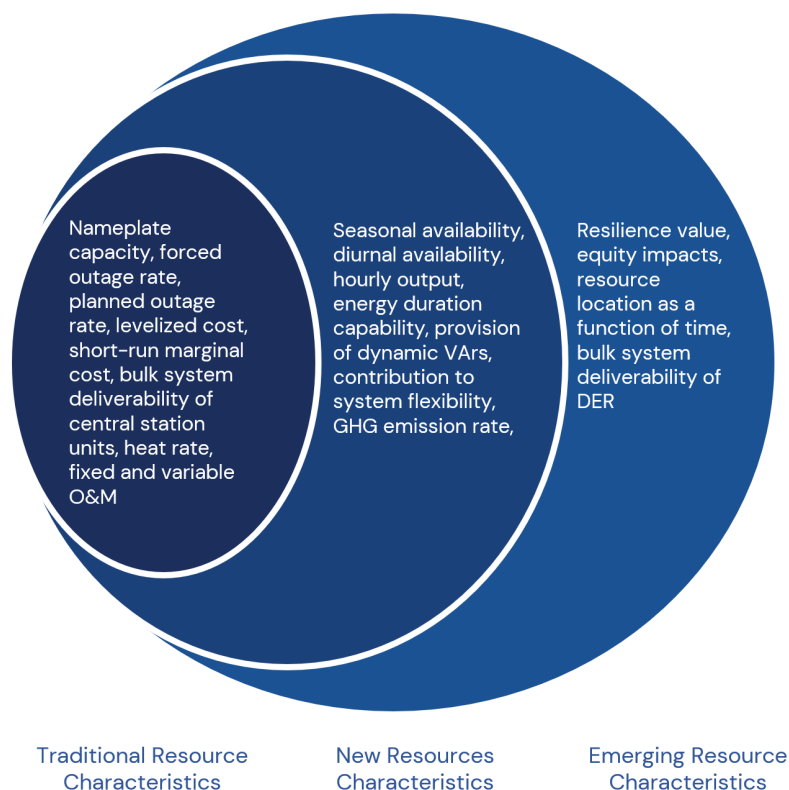 Nameplate
capacity, forced
outage rate,
planned outage
rate, levelized cost,
short-run marginal
cost, bulk system
deliverability of
central station
units, heat rate,
fixed and variable
O&M
Seasonal availability,
diurnal availability,
hourly output,
energy duration
capability, provision
of dynamic VArs,
contribution to
system flexibility,
GHG emission rate,
Resilience value,
equity impacts,
resource
location as a
function of time,
bulk system
deliverability of
DER
Traditional Resource
Characteristics
New Resources
Characteristics
Emerging Resource
Characteristics